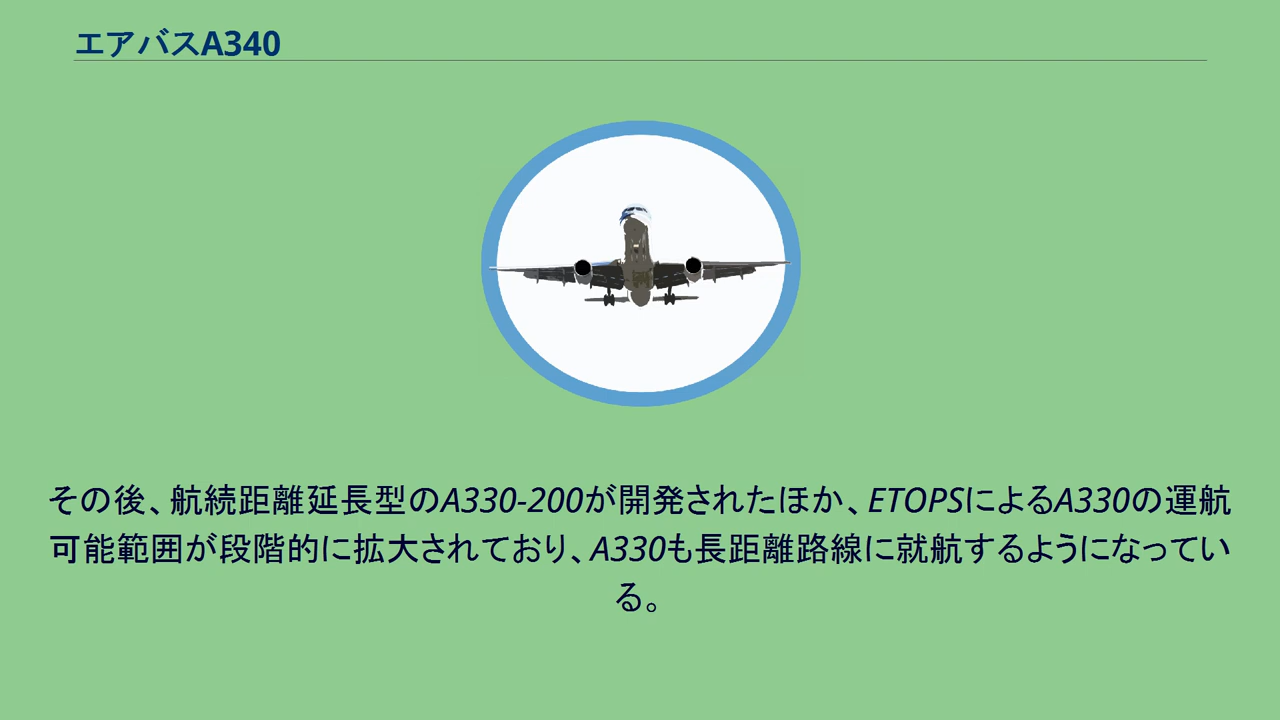 エアバスA340
その後、航続距離延長型のA330-200が開発されたほか、ETOPSによるA330の運航
可能範囲が段階的に拡大されており、A330も長距離路線に就航するようになってい
る。